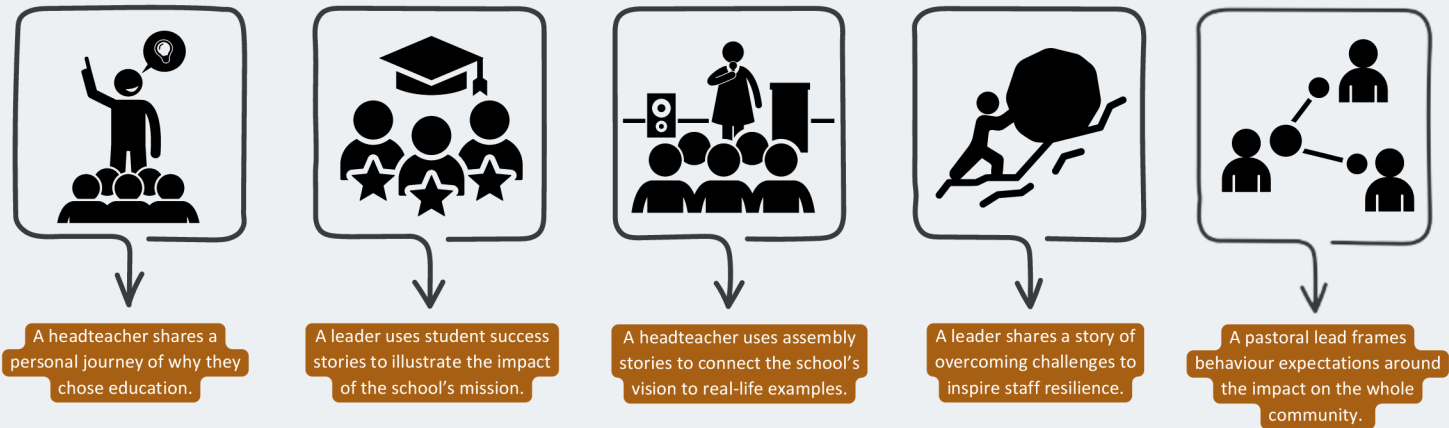 A headteacher shares a
personal journey of why they
chose education.
A leader uses student success
stories to illustrate the impact
of the school’s mission.
A headteacher uses assembly
stories to connect the school’s
vision to real-life examples.
A leader shares a story of
overcoming challenges to
inspire staff resilience.
A pastoral lead frames
behaviour expectations around
the impact on the whole
community.